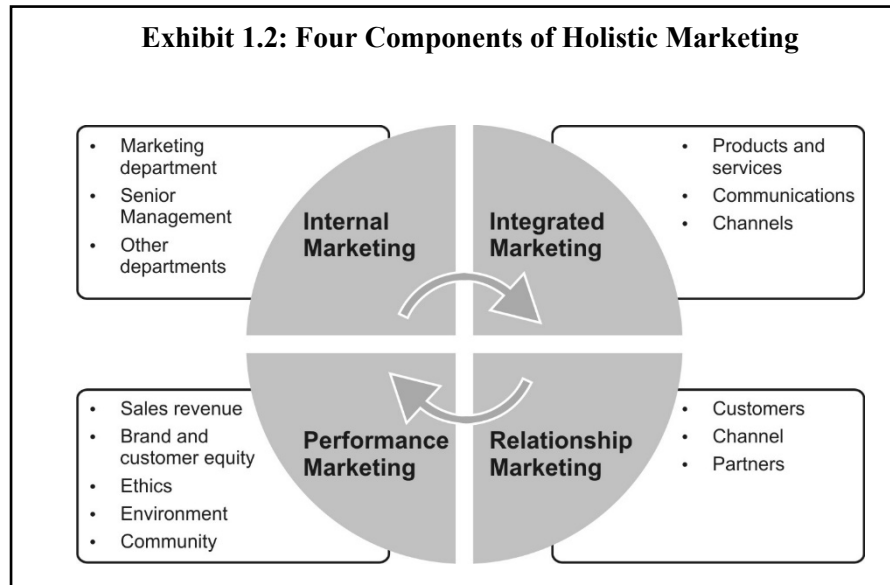 Exhibit 1.2: Four Components of Holistic Marketing
• Marketing
department
• Senior
Management
• Other
departments
Internal
Marketing
Integrated
Marketing
• Products and
services
• Communications
• Channels
• Sales revenue
• Brand and
customer equity
• Ethics
• Environment
• Community
Performance
Marketing
Relationship
Marketing
• Customers
• Channel
• Partners